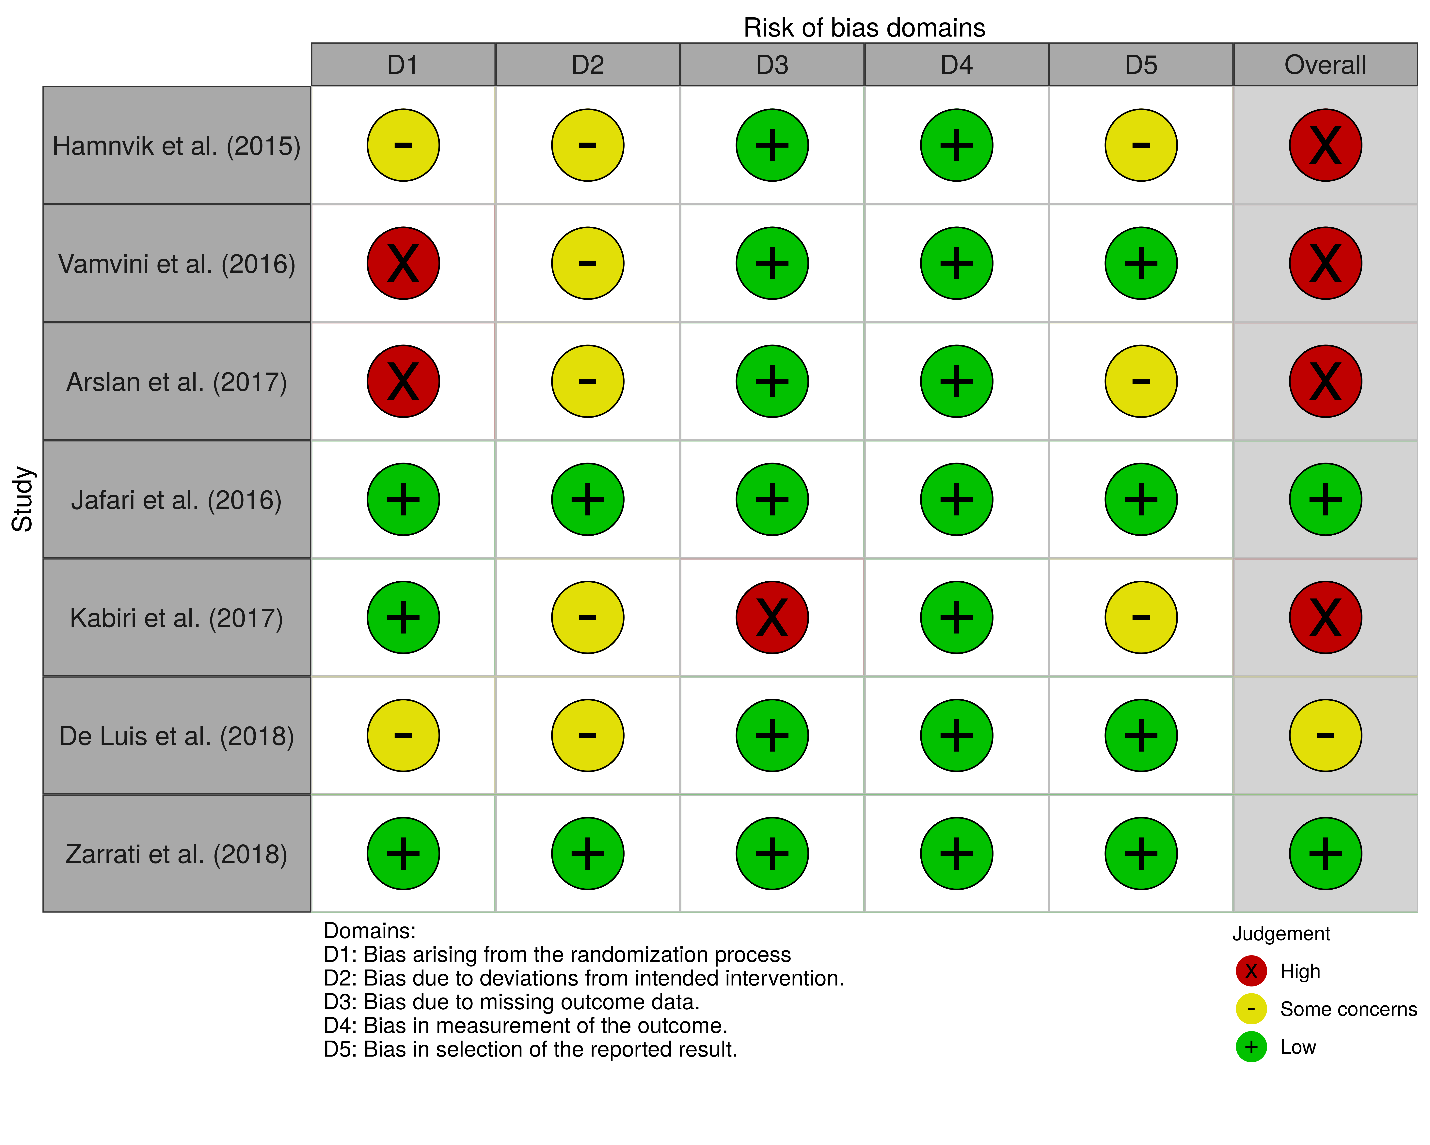 Risk of bias domains
D1 D2 D3 D4 D5 Overall
Study
Hamnvik et al. (2015) - - + + - X
Vamvini et al. (2016) X - + + + X
Arslan et al. (2017) X - + + - X
Jafari et al. (2016) + + + + + +
Kabiri et al. (2017) + - X + - X
De Luis et al. (2018) - - + + + -
Zarrati et al. (2018) + + + + + +
Domains:
D1: Bias arising from the randomization process
D2: Bias due to deviations from intended intervention.
D3: Bias due to missing outcome data.
D4: Bias in measurement of the outcome.
D5: Bias in selection of the reported result.
Judgement
X High
- Some concerns
+ Low